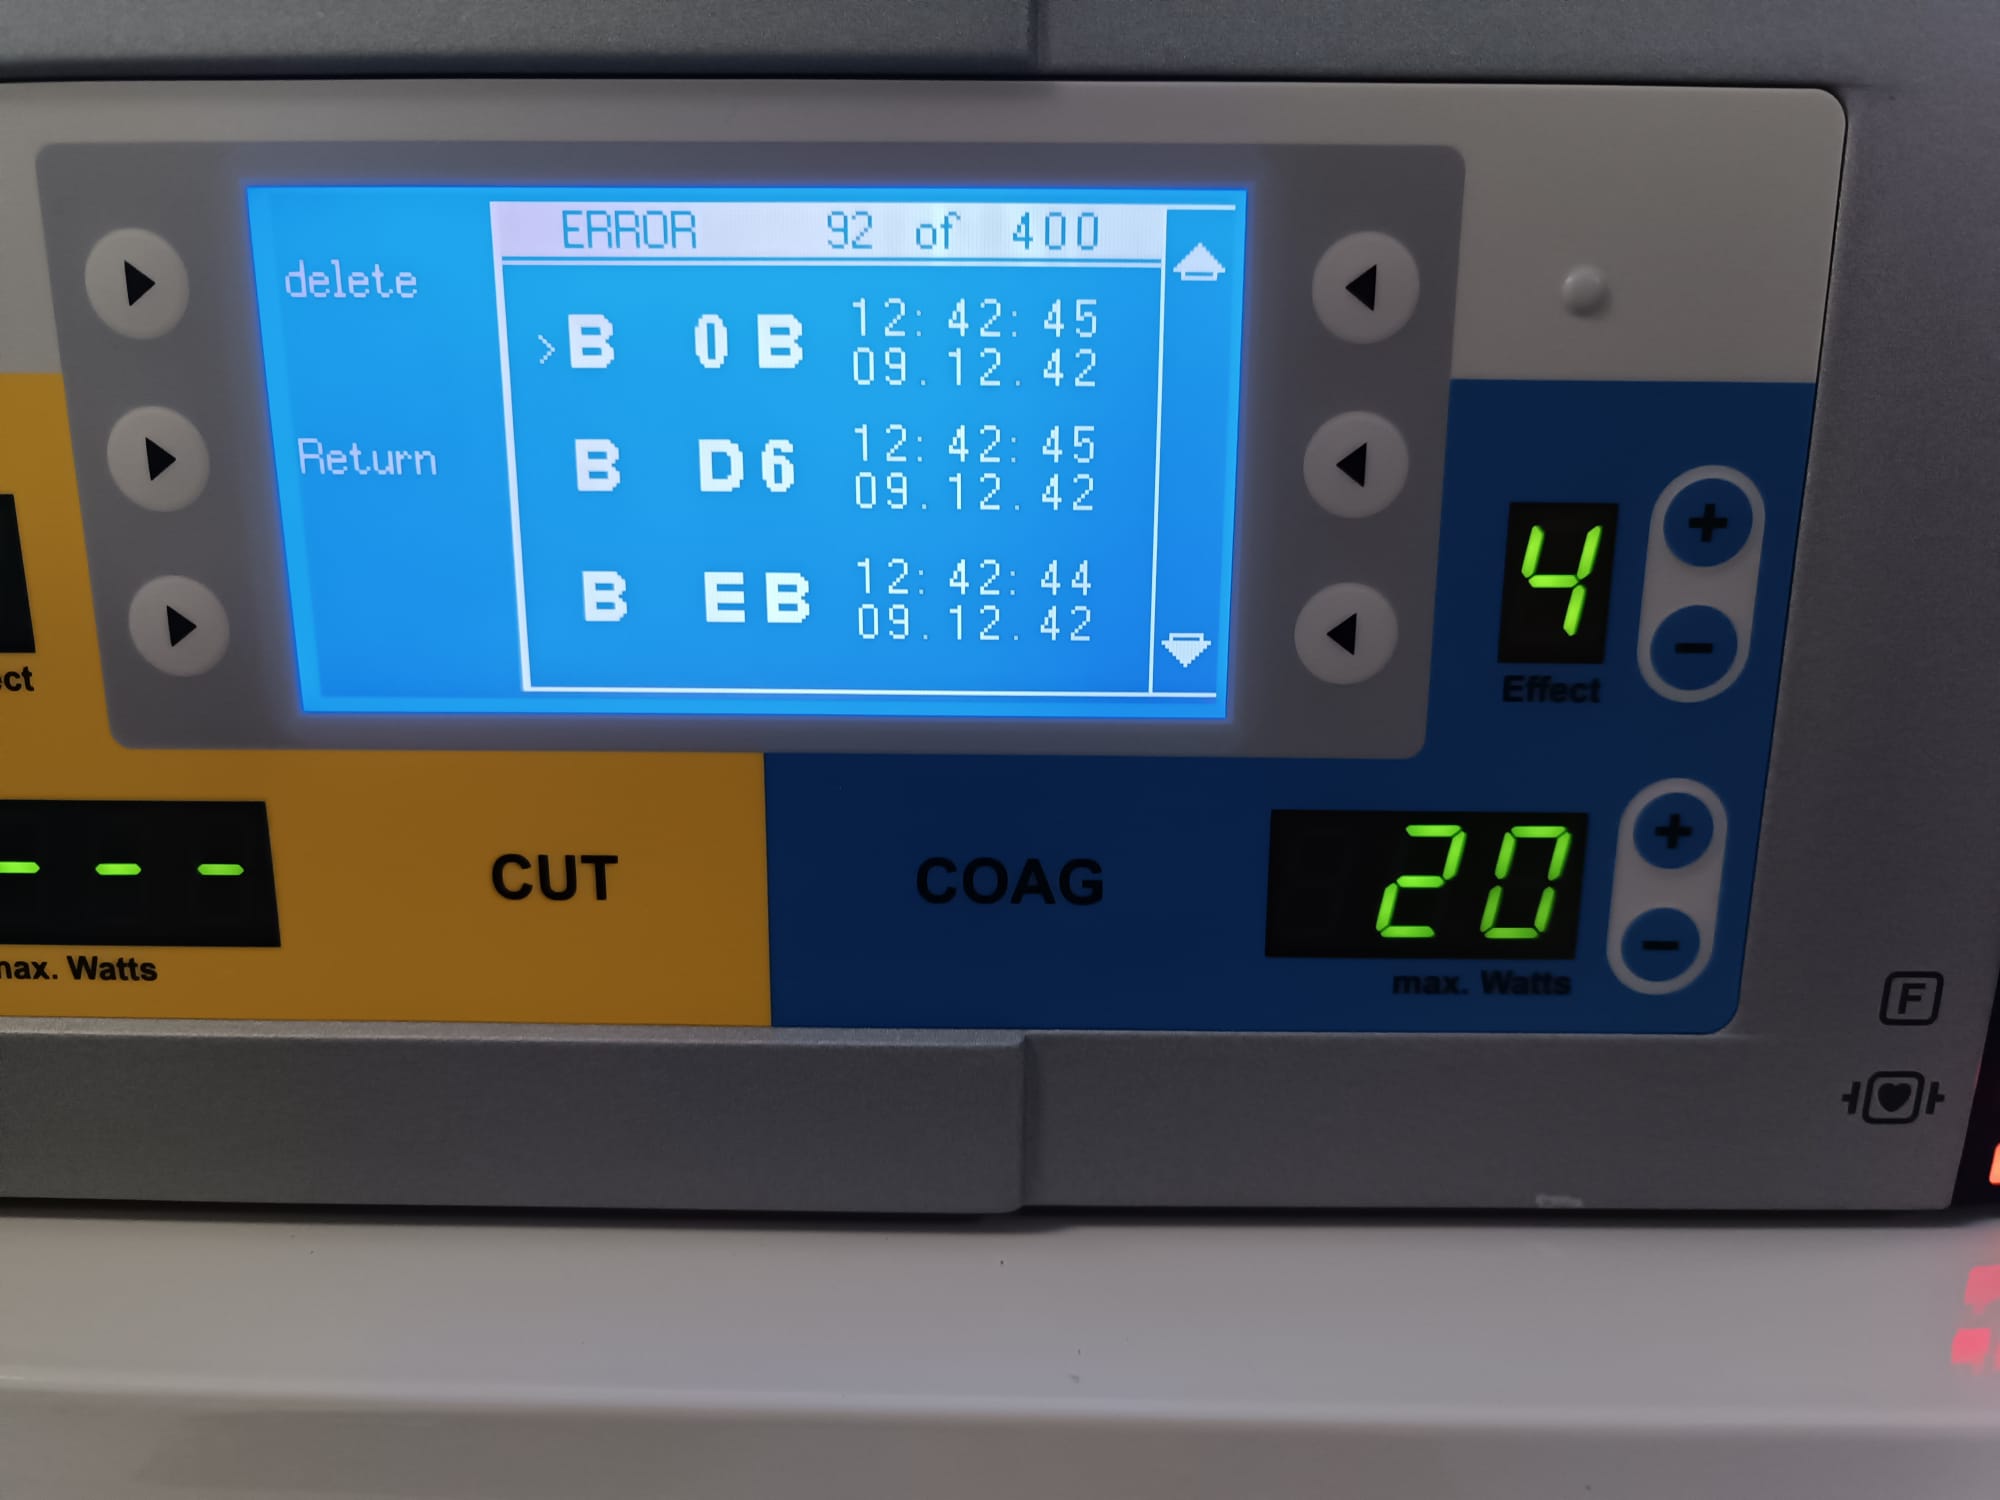 ERROR 92 of 400
delete
>B 0B 12:42:45
09.12.42
B D6 12:42:45
09.12.42
Return
B EB 12:42:44
09.12.42
4
Effect
CUT
COAG
20
max. Watts
- - -
Watts
F